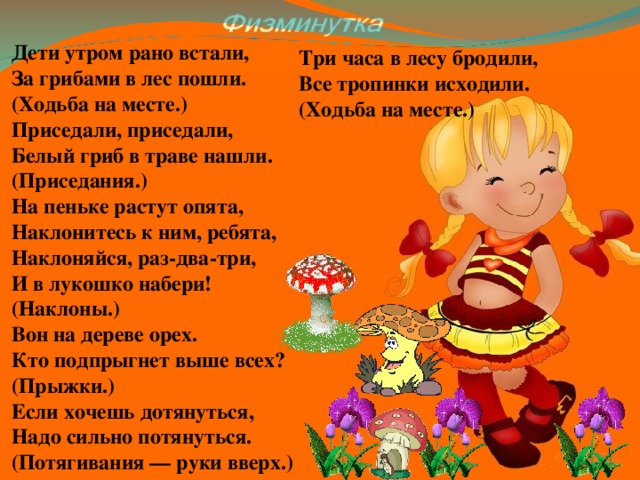 Физминутка
Дети утром рано встали,
За грибами в лес пошли.
(Ходьба на месте.)
Приседали, приседали,
Белый гриб в траве нашли.
(Приседания.)
На пеньке растут опята,
Наклонитесь к ним, ребята,
Наклоняйся, раз-два-три,
И в лукошко набери!
(Наклоны.)
Вон на дереве орех.
Кто подпрыгнет выше всех?
(Прыжки.)
Если хочешь дотянуться,
Надо сильно потянуться.
(Потягивания — руки вверх.)
Три часа в лесу бродили,
Все тропинки исходили.
(Ходьба на месте.)